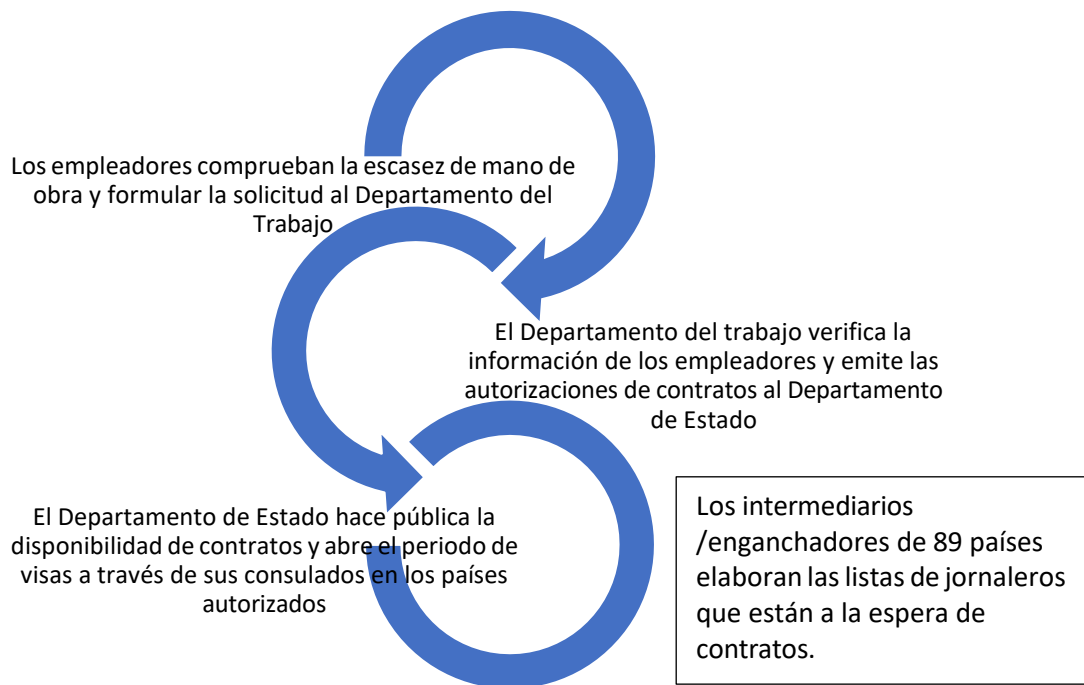 Los empleadores comprueban la escasez de mano de
obra y formular la solicitud al Departamento del
Trabajo
El Departamento del trabajo verifica la
información de los empleadores y emite las
autorizaciones de contratos al Departamento
de Estado
El Departamento de Estado hace pública la
disponibilidad de contratos y abre el periodo de
visas a través de sus consulados en los países
autorizados
Los intermediarios
/enganchadores de 89 países
elaboran las listas de jornaleros
que están a la espera de
contratos.